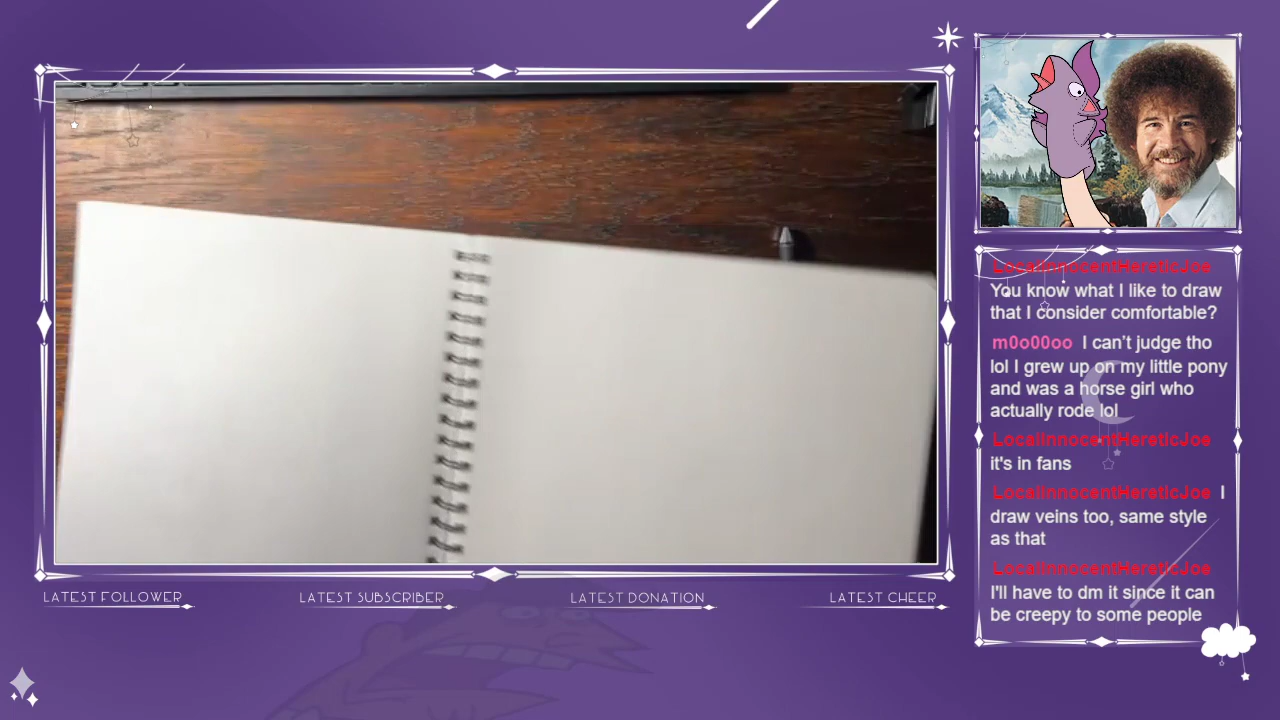 LocalInnocentHereticJoe
You know what I like to draw
that I consider comfortable?
m0o00oo I can't judge tho
lol I grew up on my little pony
and was a horse girl who
actually rode lol
LocalInnocentHereticJoe
it's in fans
LocalInnocentHereticJoe I
draw veins too, same style
as that
LocalInnocentHereticJoe
I'll have to dm it since it can
be creepy to some people
LATEST FOLLOWER
LATEST SUBSCRIBER
LATEST DONATION
LATEST CHEER